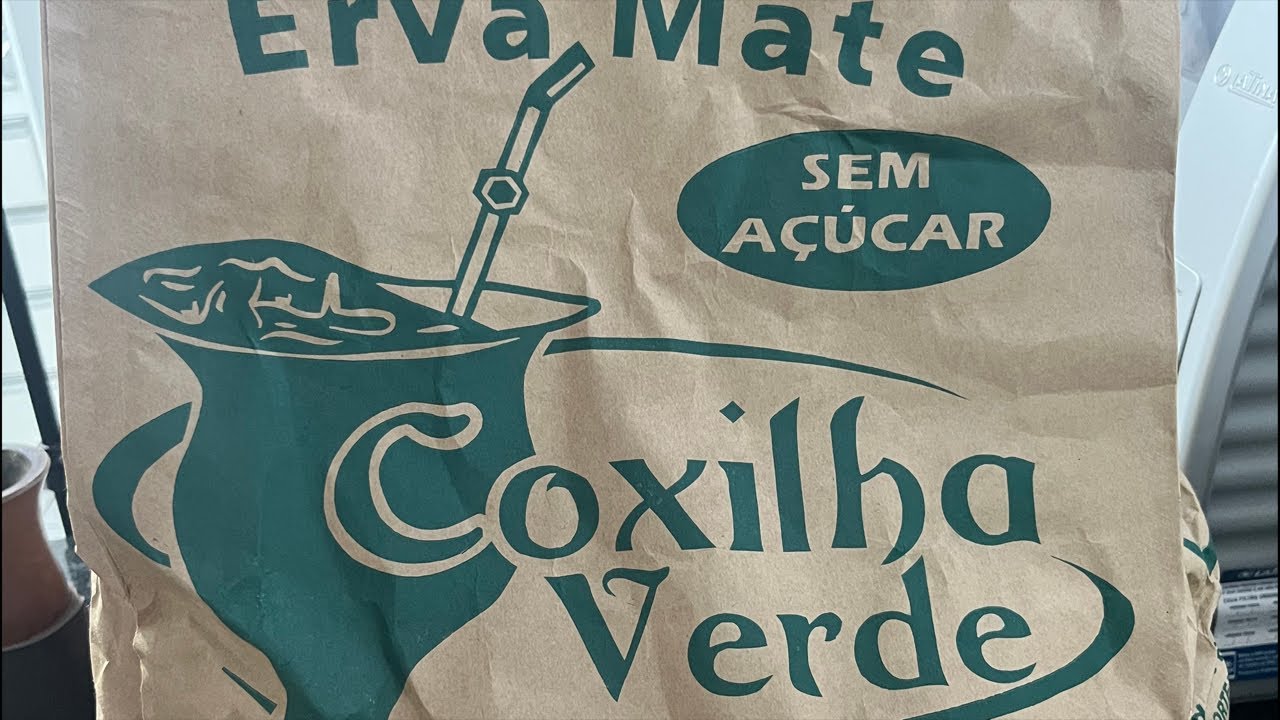 Erva Mate
SEM
AÇÚCAR
Coxilha
Verde